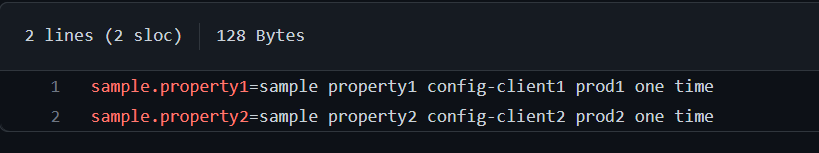 2 lines (2 sloc) 128 Bytes
1 sample.property1=sample property1 config-client1 prod1 one time
2 sample.property2=sample property2 config-client2 prod2 one time